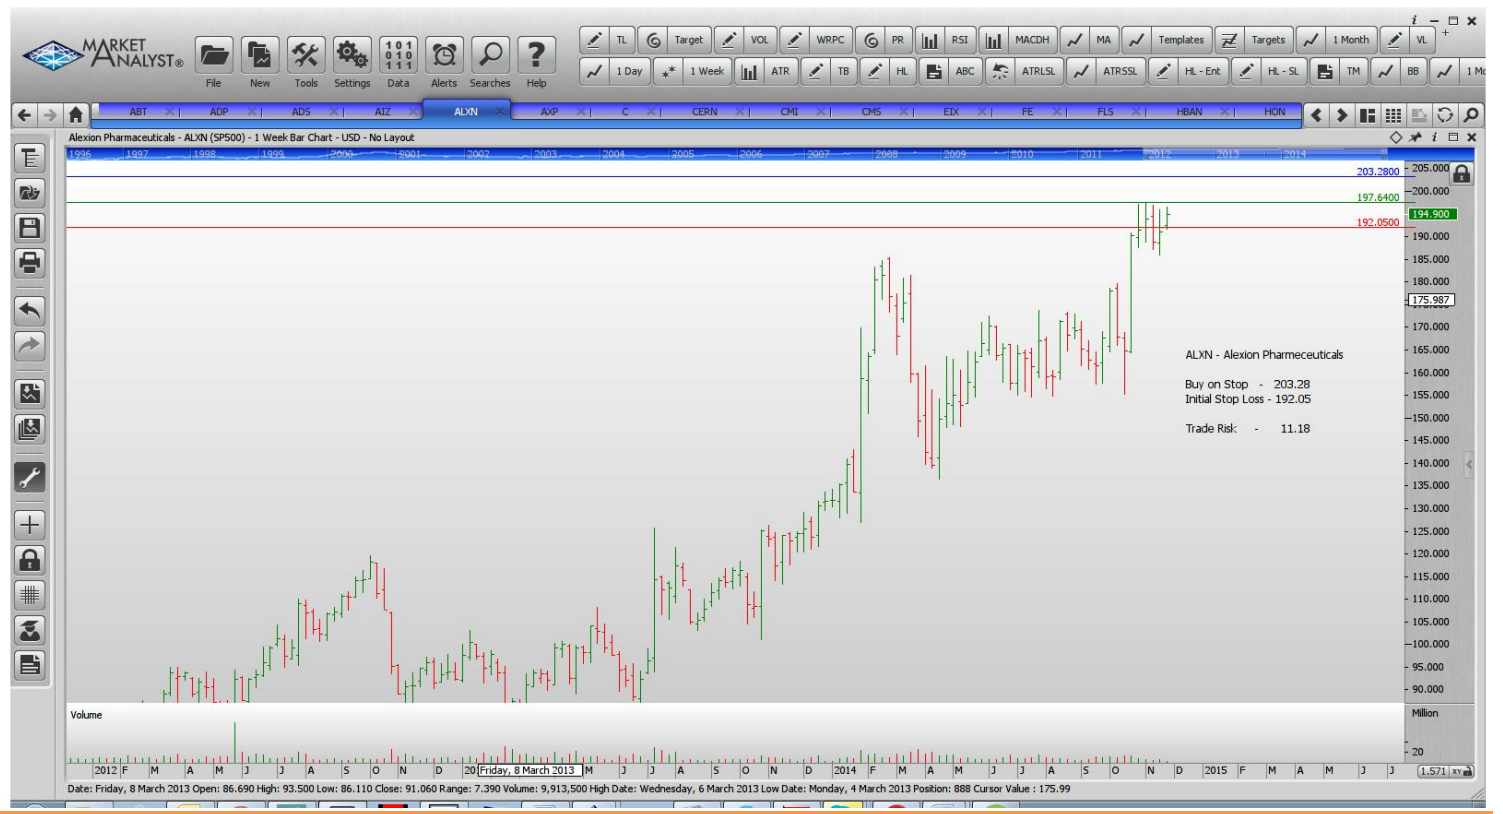 MARKET
ANALYST®
File New Tools Settings Data Alerts Searches Help
TL Target VOL WRPC PR RSI MACDH MA Templates Targets 1 Month VL
1 Day 1 Week ATR TB HL ABC ATRLSL ATRSSL HL - Ent HL - SL TM BB 1 Mo
ABT ADP ADS AIZ ALXN AXP C CERN CMI CMS EIX FE FLS HBAN HON
Alexion Pharmaceuticals - ALXN (SP500) - 1 Week Bar Chart - USD - No Layout
1996 1997 1998 1999 2000 2001 2002 2003 2004 2005 2006 2007 2008 2009 2010 2011 2012 2013 2014
203.2800
197.6400
192.0500
205.000
200.000
194.900
190.000
185.000
180.000
175.987
170.000
165.000
160.000
155.000
150.000
145.000
140.000
135.000
130.000
125.000
120.000
115.000
110.000
105.000
100.000
95.000
90.000
ALXN - Alexion Pharmeceuticals
Buy on Stop - 203.28
Initial Stop Loss - 192.05
Trade Risk - 11.18
Volume
Million
20
2012 F M A M J J A S O N D 20 Friday, 8 March 2013 M J J A S O N D 2014 F M A M J J A S O N D 2015 F M A M J J
1.571 XY
Date: Friday, 8 March 2013 Open: 86.690 High: 93.500 Low: 86.110 Close: 91.060 Range: 7.390 Volume: 9,913,500 High Date: Wednesday, 6 March 2013 Low Date: Monday, 4 March 2013 Position: 888 Cursor Value : 175.99